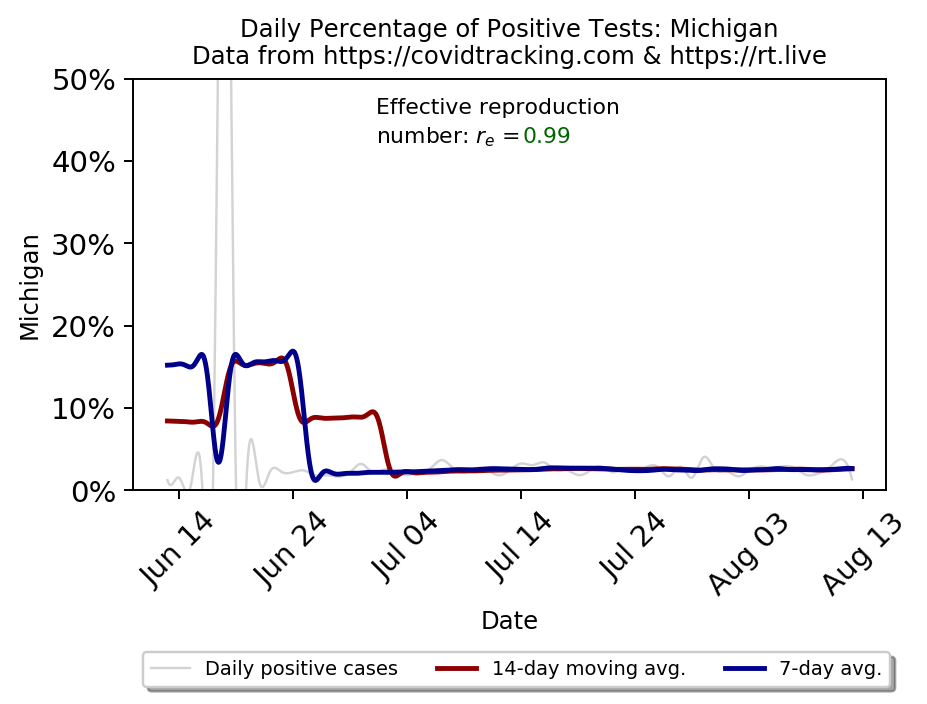 Daily Percentage of Positive Tests: Michigan
Data from https://covidtracking.com & https://rt.live
50%
40%
30%
20%
10%
0%
Michigan
Effective reproduction
number: rₑ = 0.99
Jun 14
Jun 24
Jul 04
Jul 14
Jul 24
Aug 03
Aug 13
Date
Daily positive cases
14-day moving avg.
7-day avg.